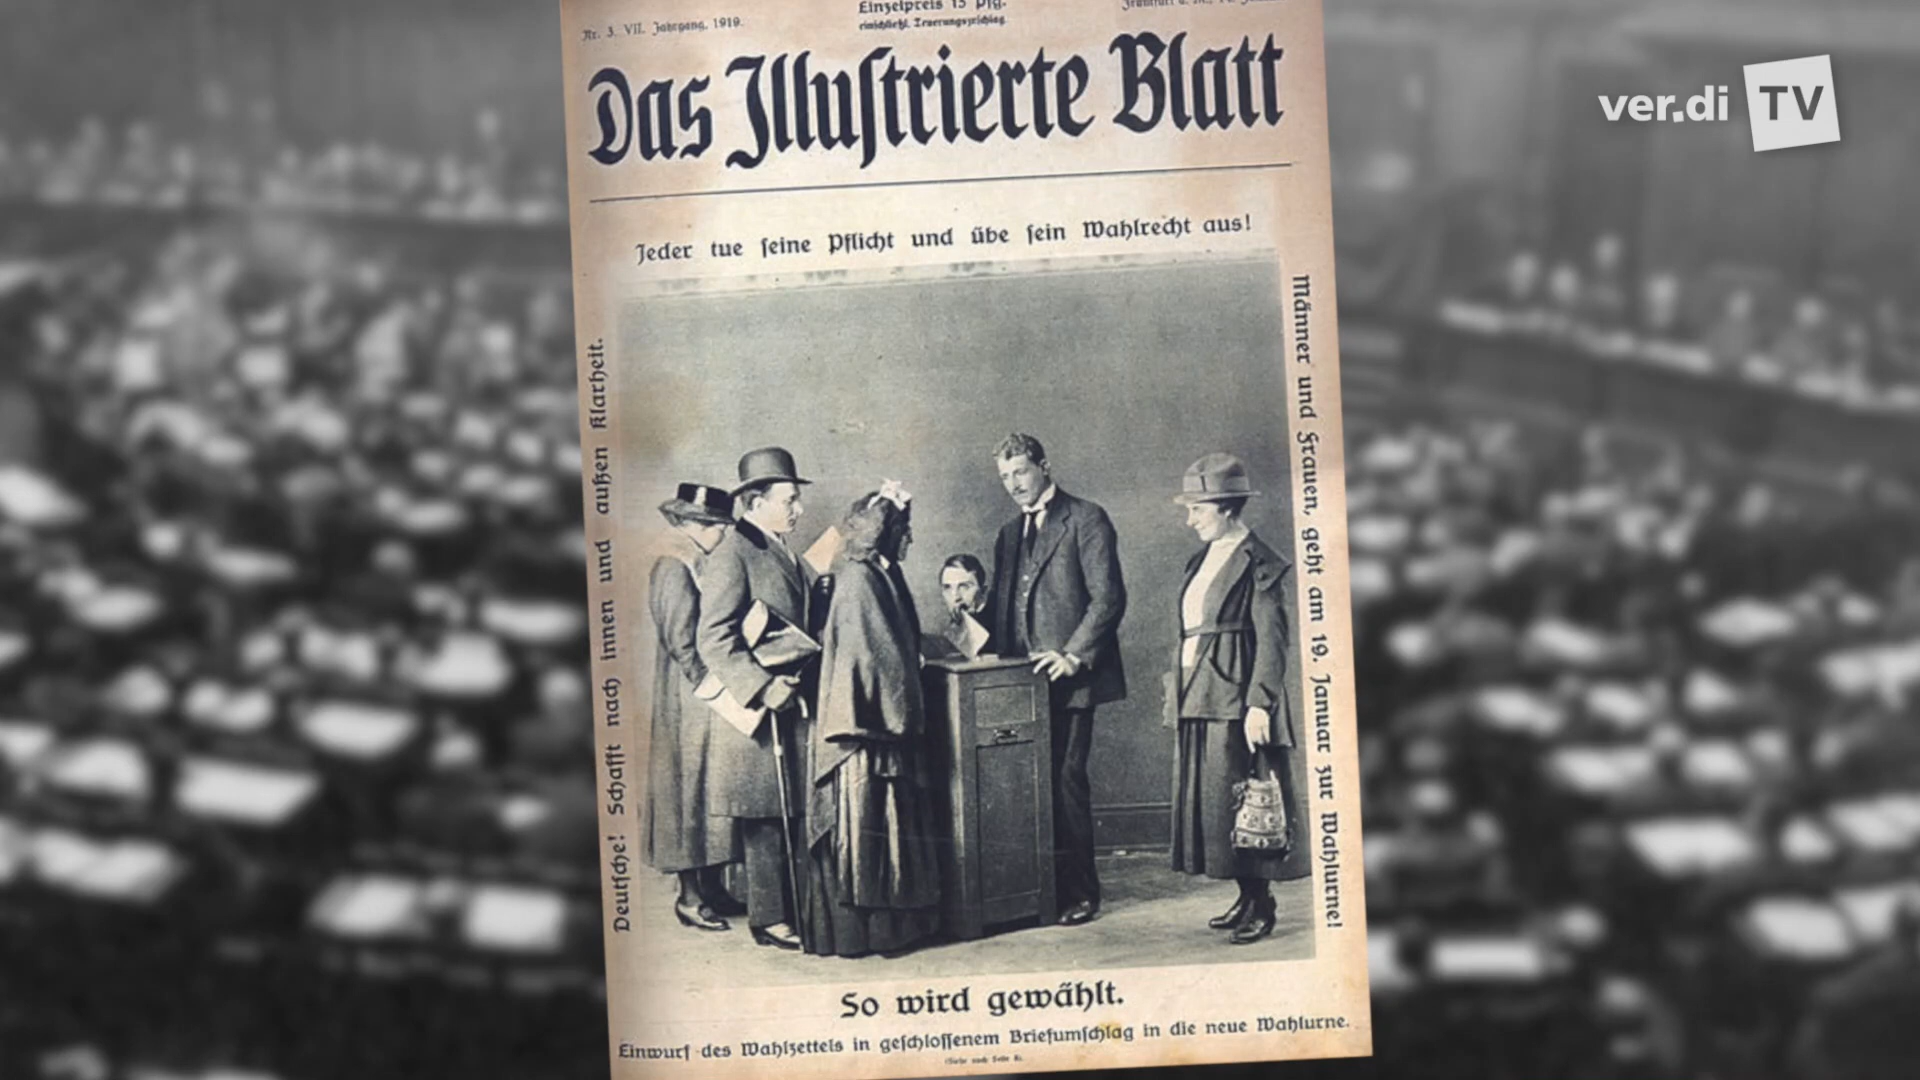 Nr. 3. VII. Jahrgang. 1919.
Einzelpreis 15 Pfg.
einschließl. Teuerungszuschlag
Das Illustrierte Blatt
ver.di TV
Jeder tue seine Pflicht und übe sein Wahlrecht aus!
Deutsche! Schafft nach innen und außen Klarheit.
Männer und Frauen, geht am 19. Januar zur Wahlurne!
So wird gewählt.
Einwurf des Wahlzettels in geschlossenem Briefumschlag in die neue Wahlurne.